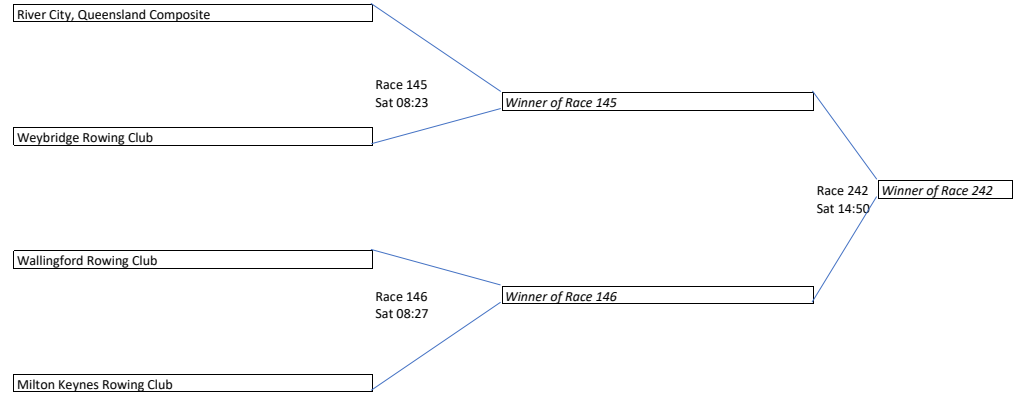 River City, Queensland Composite
Race 145
Sat 08:23
Winner of Race 145
Weybridge Rowing Club
Race 242
Sat 14:50
Winner of Race 242
Wallingford Rowing Club
Race 146
Sat 08:27
Winner of Race 146
Milton Keynes Rowing Club